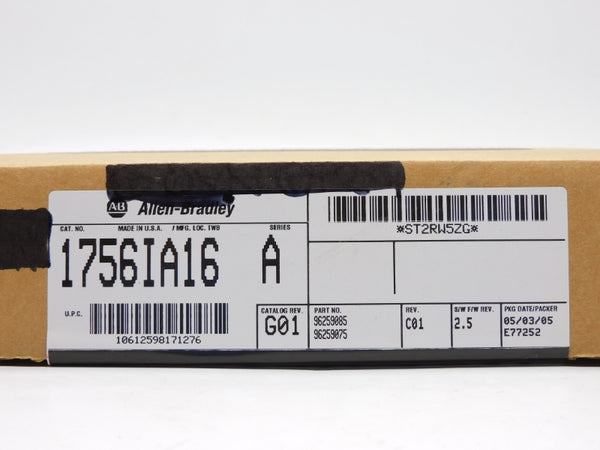 AB Allen-Bradley
CAT. NO. MADE IN U.S.A. / MFG. LOC. TWB SERIES
1756IA16 A
U.P.C.
10612598171276
*ST2RW5ZG*
CATALOG REV. PART NO. REV. S/W F/W REV. PKG DATE/PACKER
G01 96259085 C01 2.5 05/03/05
96259075 E77252